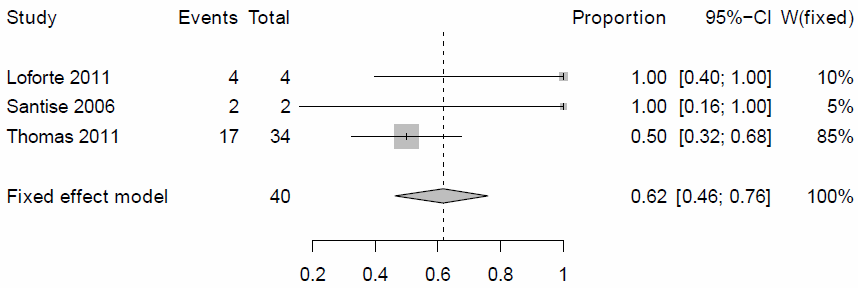 Study Events Total Proportion 95%−CI W(fixed)
Loforte 2011 4 4 1.00 [0.40; 1.00] 10%
Santise 2006 2 2 1.00 [0.16; 1.00] 5%
Thomas 2011 17 34 0.50 [0.32; 0.68] 85%
Fixed effect model 40 0.62 [0.46; 0.76] 100%
0.2 0.4 0.6 0.8 1